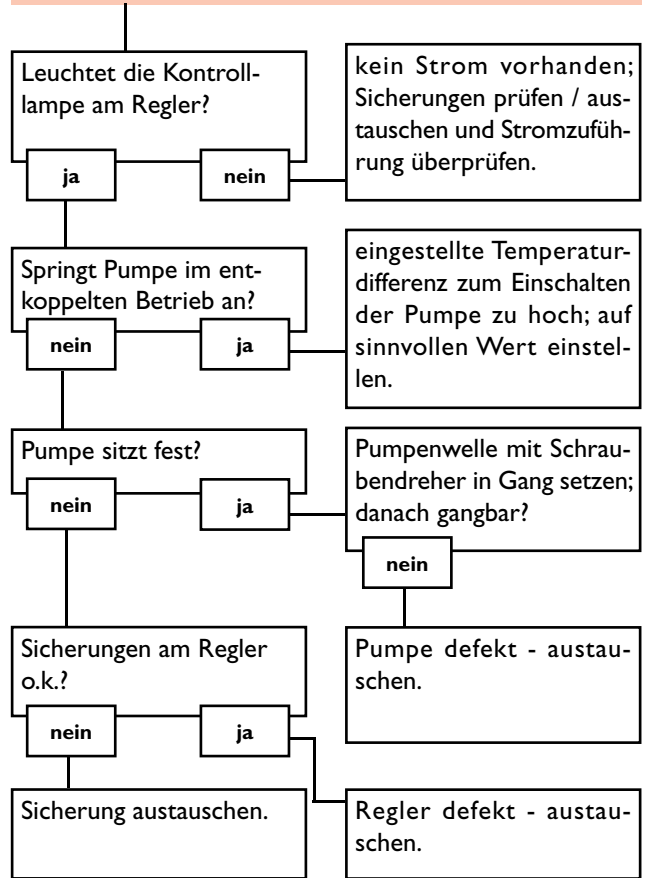 Leuchtet die Kontroll-
lampe am Regler?
ja
nein
kein Strom vorhanden;
Sicherungen prüfen / aus-
tauschen und Stromzufüh-
rung überprüfen.
Springt Pumpe im ent-
koppelten Betrieb an?
nein
ja
eingestellte Temperatur-
differenz zum Einschalten
der Pumpe zu hoch; auf
sinnvollen Wert einstel-
len.
Pumpe sitzt fest?
nein
ja
Pumpenwelle mit Schrau-
bendreher in Gang setzen;
danach gangbar?
nein
Pumpe defekt - austau-
schen.
Sicherungen am Regler
o.k.?
nein
ja
Sicherung austauschen.
Regler defekt - austau-
schen.